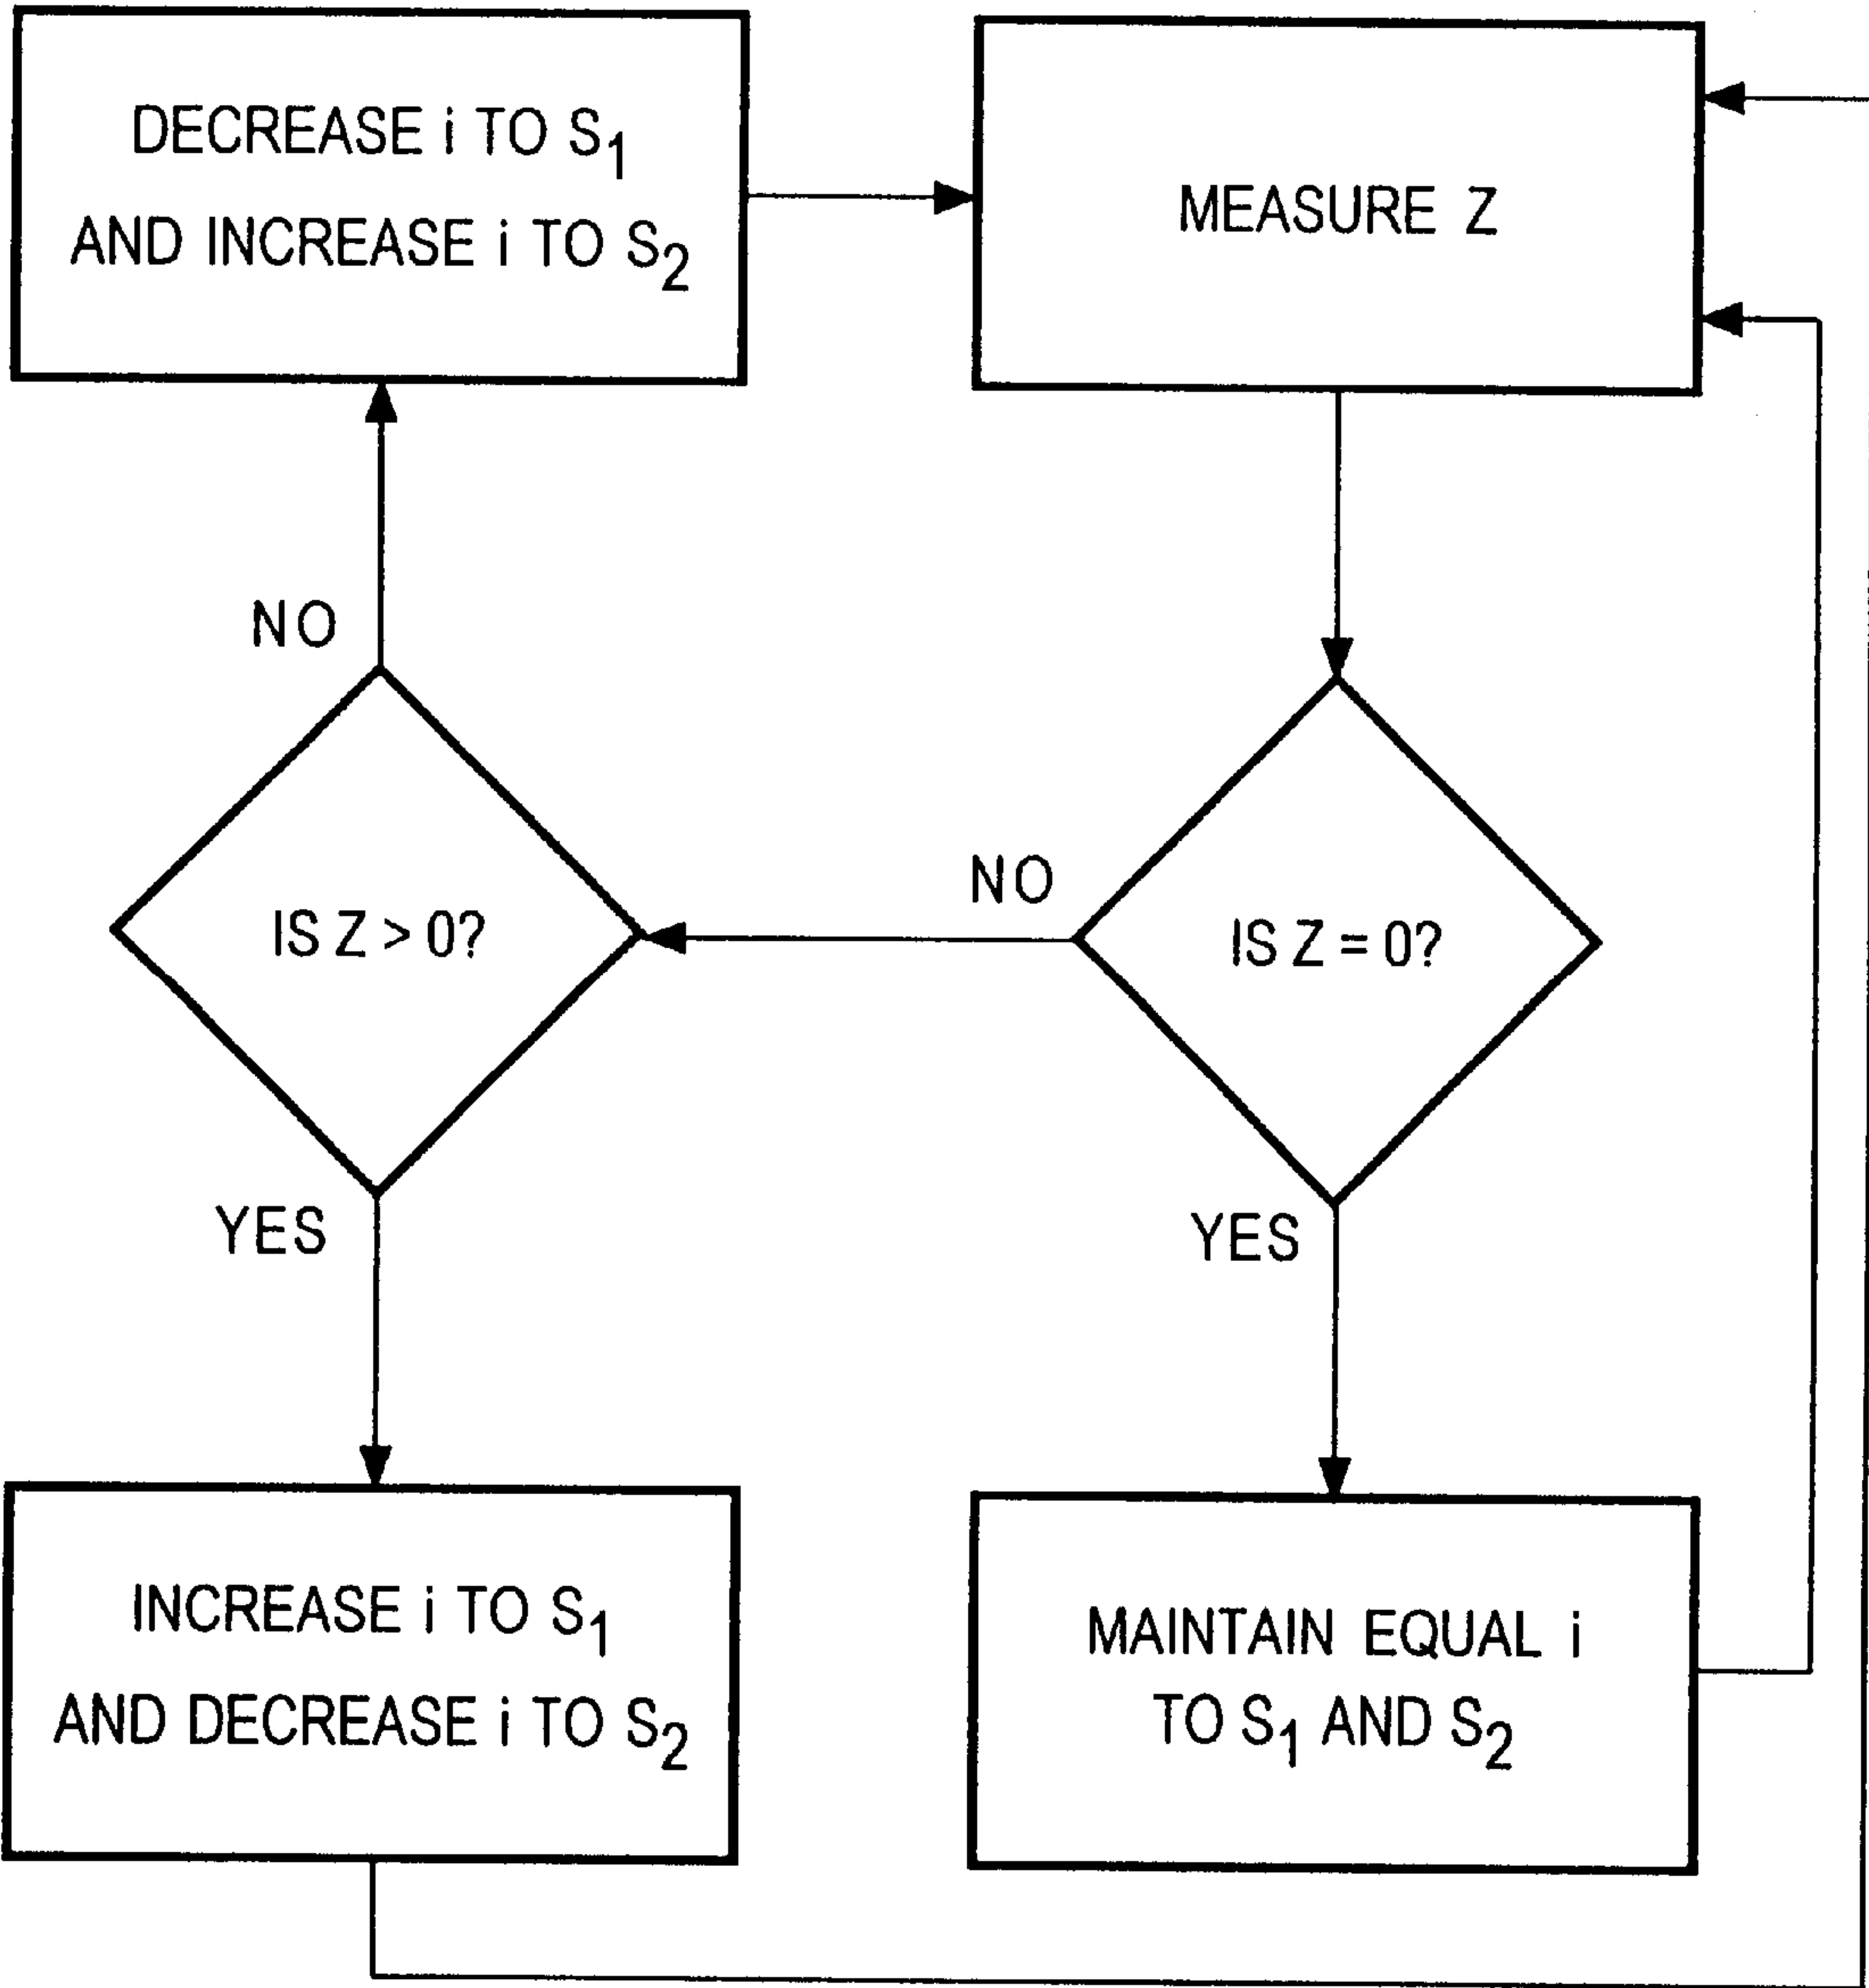 DECREASE i TO S1
AND INCREASE i TO S2
MEASURE Z
NO
NO
IS Z > 0?
IS Z = 0?
YES
YES
INCREASE i TO S1
AND DECREASE i TO S2
MAINTAIN EQUAL i
TO S1 AND S2